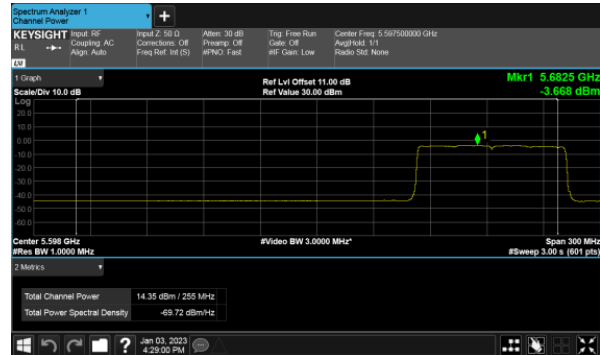 Spectrum Analyzer 1
Channel Power
KEYSIGHT Input: RF Input Z: 50 Ω Atten: 30 dB Trig: Free Run Center Freq: 5.597500000 GHz
RL Coupling: AC Corrections: Off Preamp: Off Gate: Off Avg|Hold: 1/1
Align: Auto Freq Ref: Int (S) #PNO: Fast #IF Gain: Low Radio Std: None
LXI
1 Graph Ref Lvl Offset 11.00 dB Mkr1 5.6825 GHz
Scale/Div 10.0 dB Ref Value 30.00 dBm -3.668 dBm
Log
20.0
10.0
0.00 1
-10.0
-20.0
-30.0
-40.0
-50.0
-60.0
Center 5.598 GHz #Video BW 3.0000 MHz* Span 300 MHz
#Res BW 1.0000 MHz #Sweep 3.00 s (601 pts)
2 Metrics
Total Channel Power 14.35 dBm / 255 MHz
Total Power Spectral Density -69.72 dBm/Hz
? Jan 03, 2023
4:29:00 PM